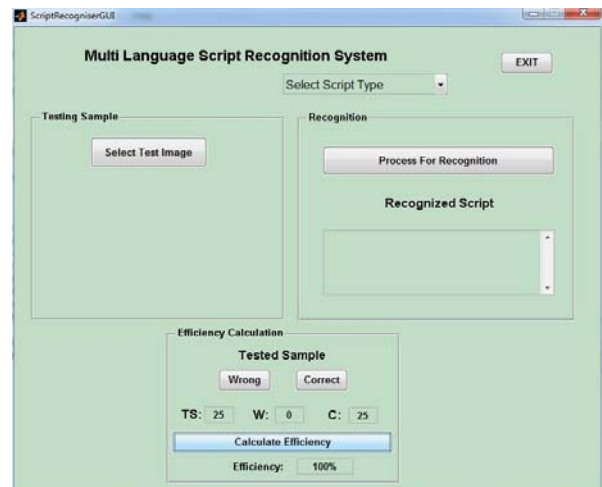 ScriptRecogniserGUI
Multi Language Script Recognition System
EXIT
Select Script Type
Testing Sample
Select Test Image
Recognition
Process For Recognition
Recognized Script
Efficiency Calculation
Tested Sample
Wrong Correct
TS: 25 W: 0 C: 25
Calculate Efficiency
Efficiency: 100%